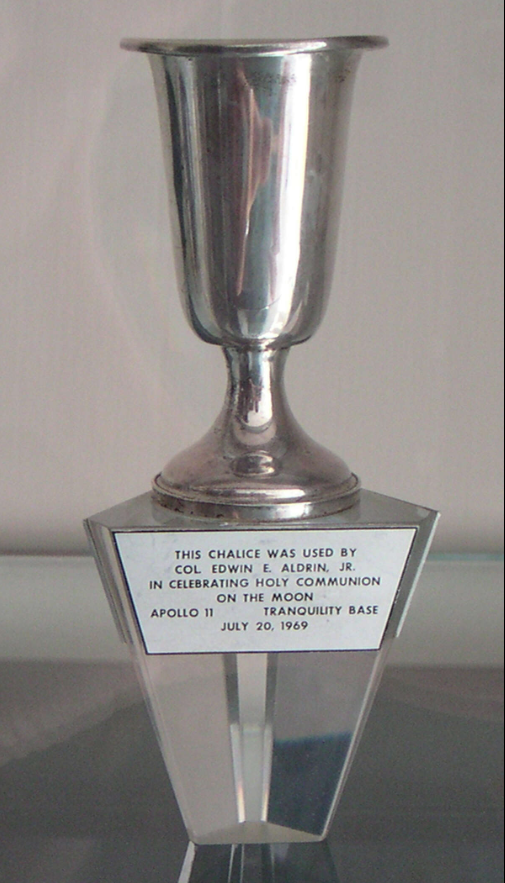 THIS CHALICE WAS USED BY
COL. EDWIN E. ALDRIN, JR.
IN CELEBRATING HOLY COMMUNION
ON THE MOON
APOLLO 11 TRANQUILITY BASE
JULY 20, 1969